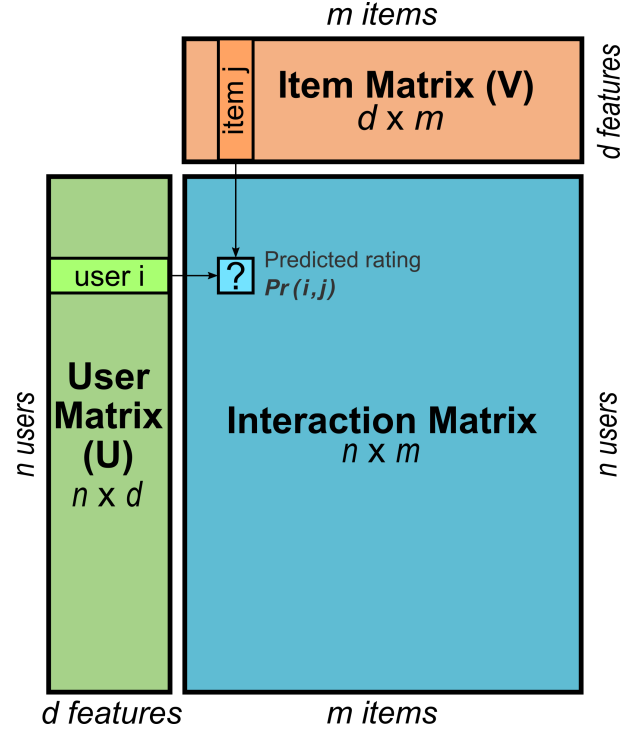 m items
item j
Item Matrix (V)
d x m
d features
user i
?
Predicted rating
Pr(i,j)
n users
User
Matrix
(U)
n x d
Interaction Matrix
n x m
n users
d features
m items